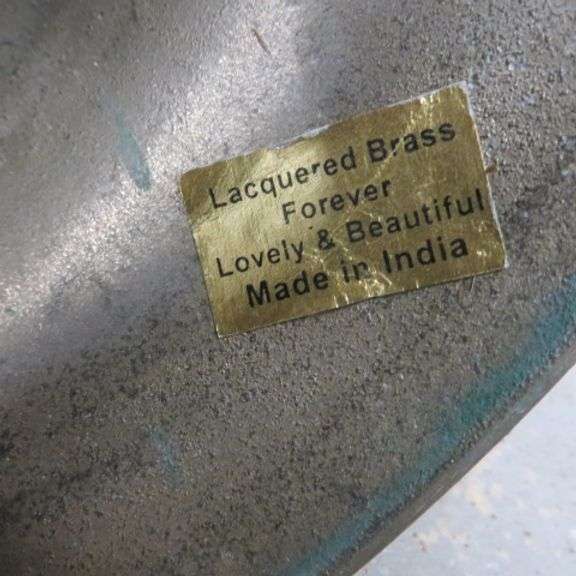 Lacquered Brass
Forever
Lovely & Beautiful
Made in India